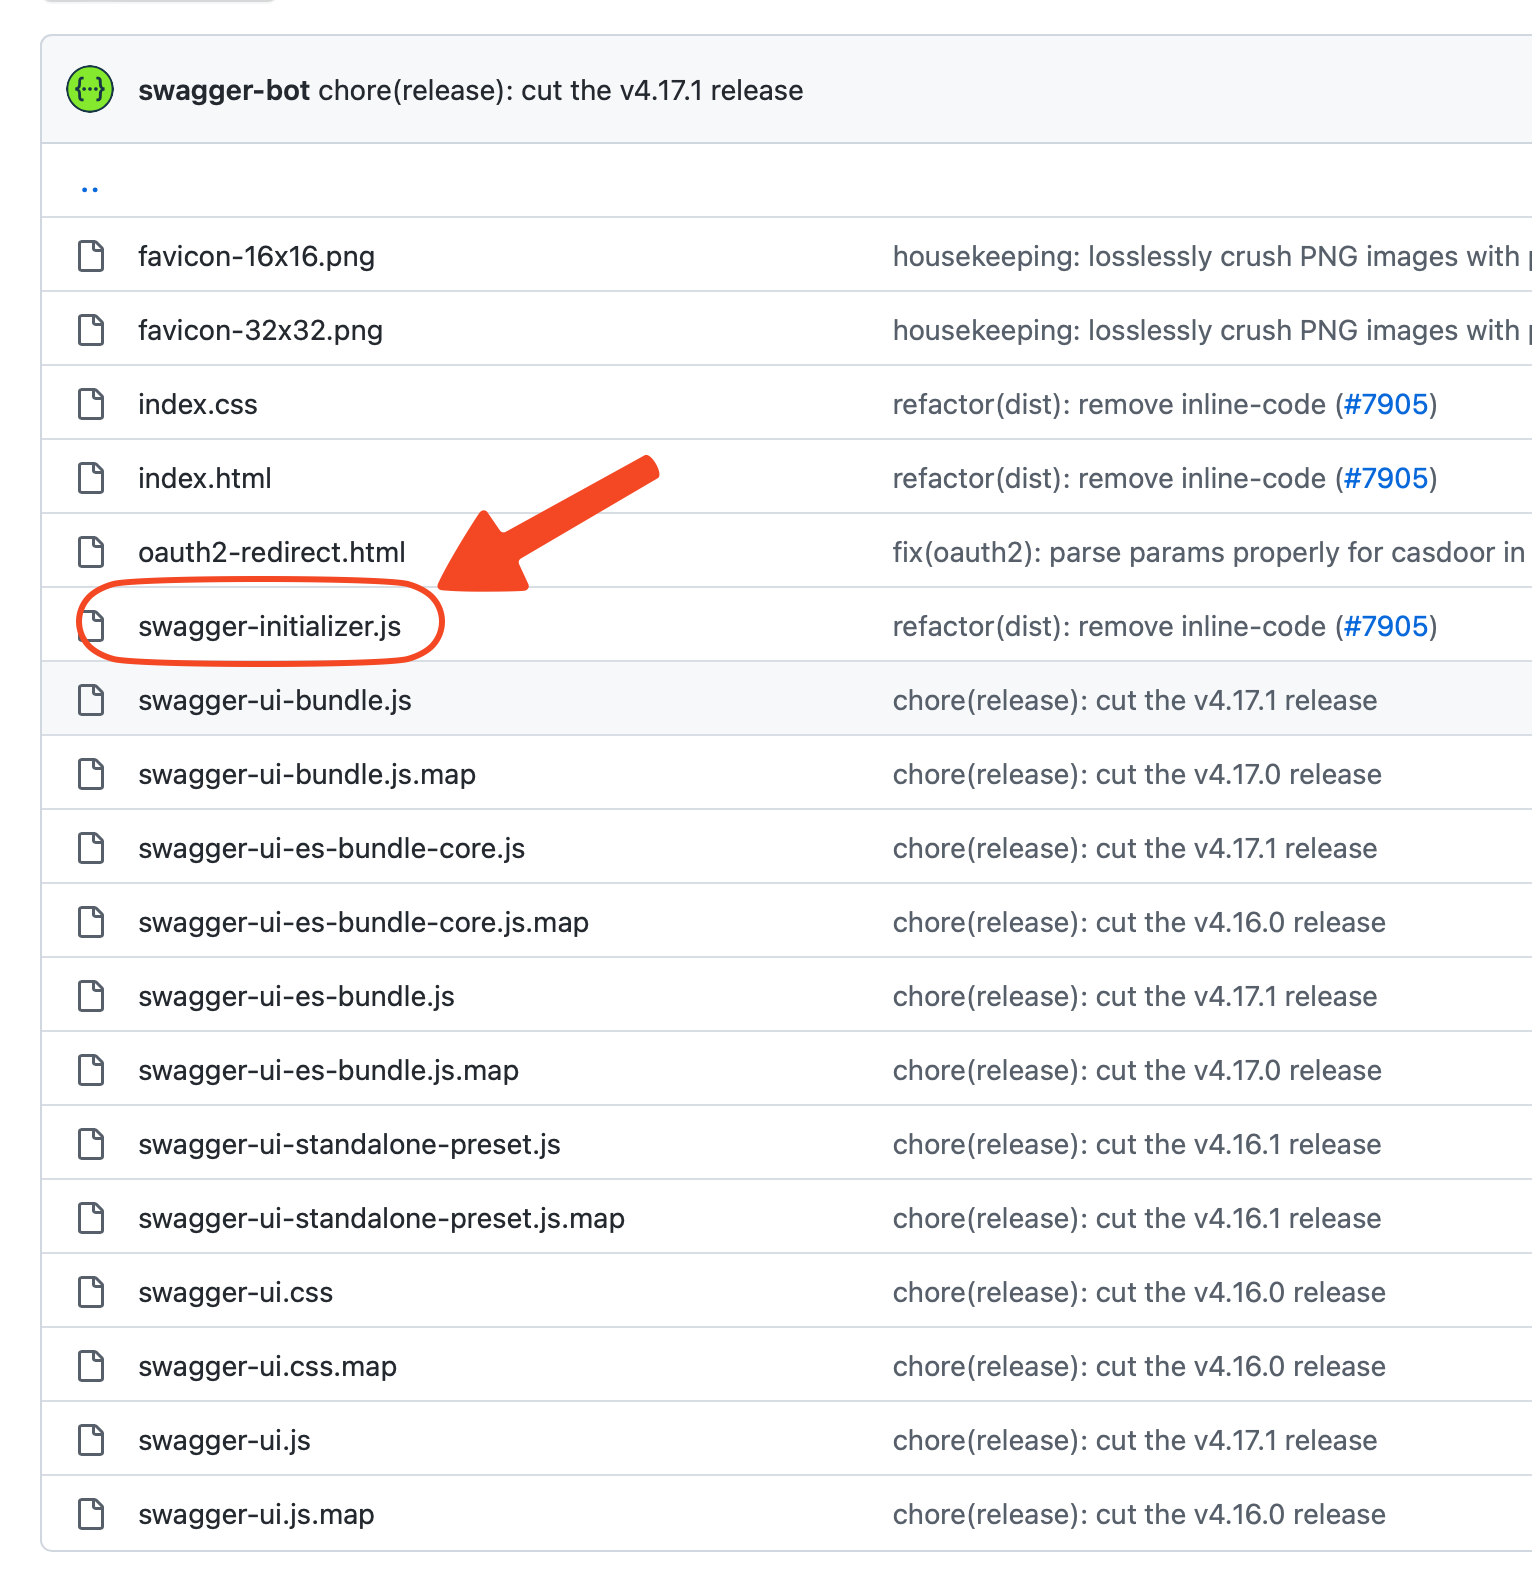 swagger-bot chore(release): cut the v4.17.1 release
..
favicon-16x16.png housekeeping: losslessly crush PNG images with
favicon-32x32.png housekeeping: losslessly crush PNG images with
index.css refactor(dist): remove inline-code (#7905)
index.html refactor(dist): remove inline-code (#7905)
oauth2-redirect.html fix(oauth2): parse params properly for casdoor in
swagger-initializer.js refactor(dist): remove inline-code (#7905)
swagger-ui-bundle.js chore(release): cut the v4.17.1 release
swagger-ui-bundle.js.map chore(release): cut the v4.17.0 release
swagger-ui-es-bundle-core.js chore(release): cut the v4.17.1 release
swagger-ui-es-bundle-core.js.map chore(release): cut the v4.16.0 release
swagger-ui-es-bundle.js chore(release): cut the v4.17.1 release
swagger-ui-es-bundle.js.map chore(release): cut the v4.17.0 release
swagger-ui-standalone-preset.js chore(release): cut the v4.16.1 release
swagger-ui-standalone-preset.js.map chore(release): cut the v4.16.1 release
swagger-ui.css chore(release): cut the v4.16.0 release
swagger-ui.css.map chore(release): cut the v4.16.0 release
swagger-ui.js chore(release): cut the v4.17.1 release
swagger-ui.js.map chore(release): cut the v4.16.0 release